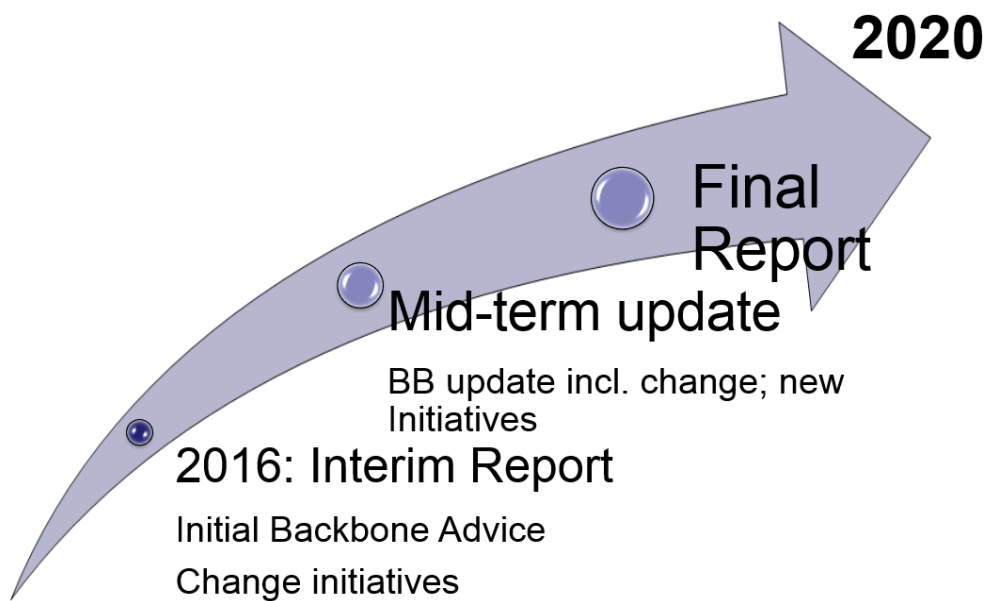 2020
Final
Report
Mid-term update
BB update incl. change; new
Initiatives
2016: Interim Report
Initial Backbone Advice
Change initiatives